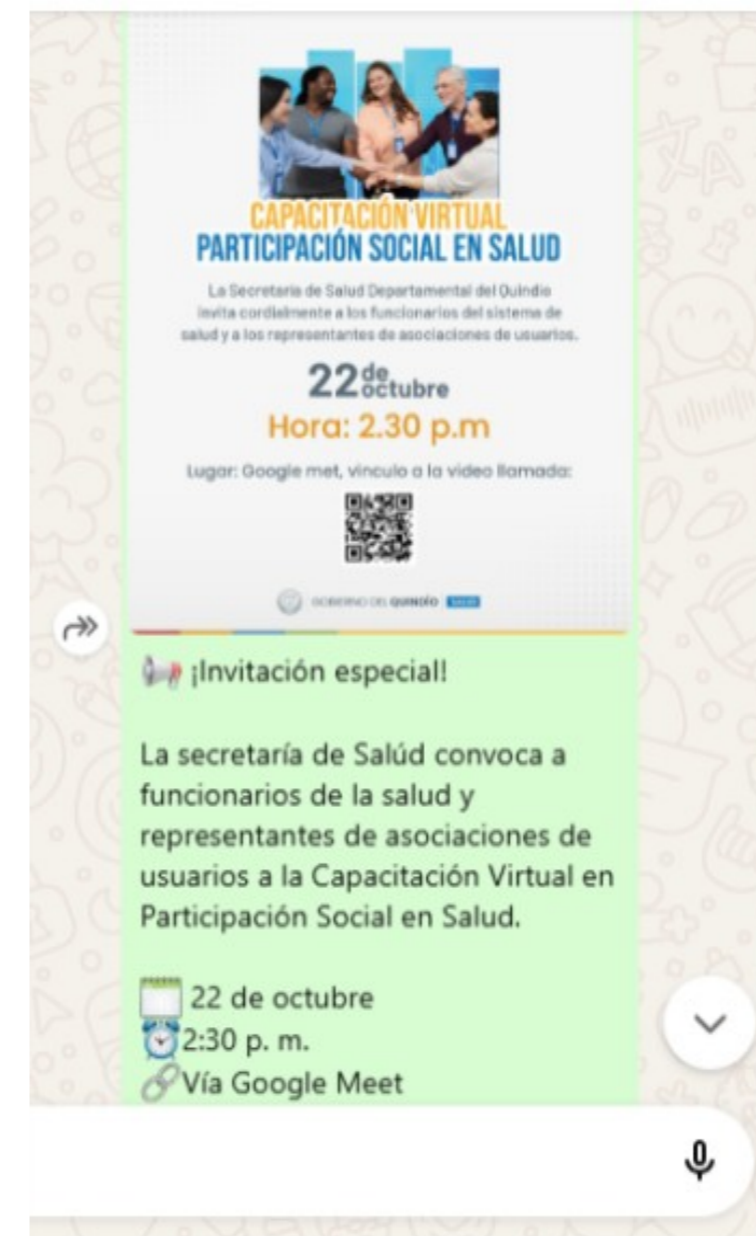 CAPACITACIÓN VIRTUAL
PARTICIPACIÓN SOCIAL EN SALUD
La Secretaria de Salud Departamental del Quindío
invita cordialmente a los funcionarios del sistema de
salud y a los representantes de asociaciones de usuarios.
22 de octubre
Hora: 2.30 p.m
Lugar: Google met, vinculo a la video llamada:
GOBIERNO DEL QUINDÍO SALUD
¡Invitación especial!
La secretaría de Salúd convoca a
funcionarios de la salud y
representantes de asociaciones de
usuarios a la Capacitación Virtual en
Participación Social en Salud.
22 de octubre
2:30 p. m.
Vía Google Meet